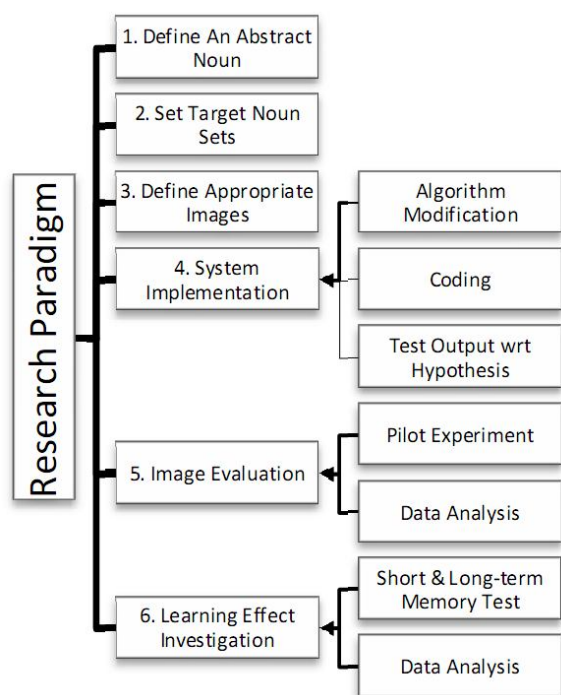 Research Paradigm
1. Define An Abstract
Noun
2. Set Target Noun
Sets
3. Define Appropriate
Images
4. System
Implementation
Algorithm
Modification
Coding
Test Output wrt
Hypothesis
5. Image Evaluation
Pilot Experiment
Data Analysis
6. Learning Effect
Investigation
Short & Long-term
Memory Test
Data Analysis